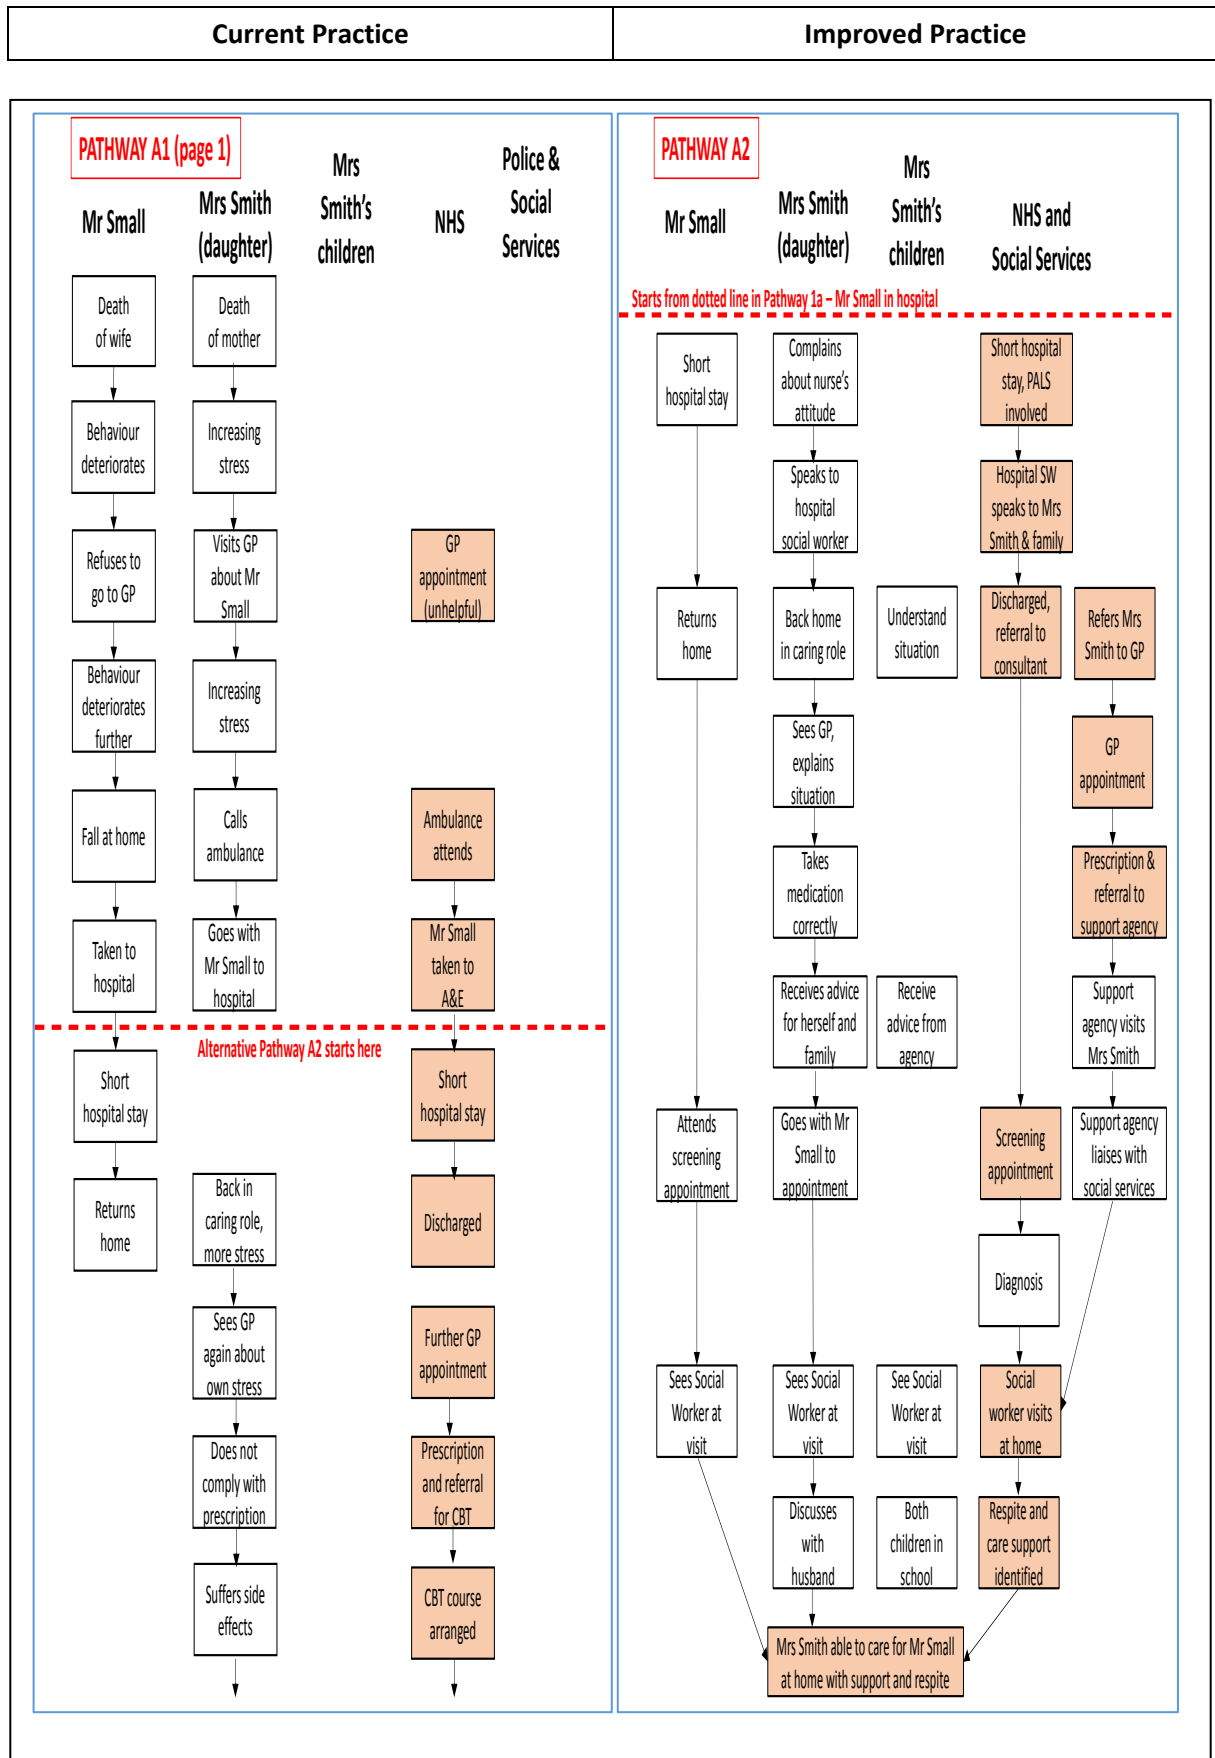 Current Practice
Improved Practice
PATHWAY A1 (page 1)
Mr Small
Mrs Smith
(daughter)
Mrs
Smith's
children
NHS
Police &
Social
Services
Death
of wife
Death
of mother
Behaviour
deteriorates
Increasing
stress
Refuses to
go to GP
Visits GP
about Mr
Small
GP
appointment
(unhelpful)
Behaviour
deteriorates
further
Increasing
stress
Fall at home
Calls
ambulance
Ambulance
attends
Taken to
hospital
Goes with
Mr Small to
hospital
Mr Small
taken to
A&E
Alternative Pathway A2 starts here
Short
hospital stay
Short
hospital stay
Returns
home
Back in
caring role,
more stress
Discharged
Sees GP
again about
own stress
Further GP
appointment
Does not
comply with
prescription
Prescription
and referral
for CBT
Suffers side
effects
CBT course
arranged
PATHWAY A2
Mr Small
Mrs Smith
(daughter)
Mrs
Smith's
children
NHS and
Social Services
Starts from dotted line in Pathway 1a – Mr Small in hospital
Short
hospital stay
Complains
about nurse's
attitude
Short hospital
stay, PALS
involved
Speaks to
hospital
social worker
Hospital SW
speaks to Mrs
Smith & family
Returns
home
Back home
in caring role
Understand
situation
Discharged,
referral to
consultant
Refers Mrs
Smith to GP
Sees GP,
explains
situation
GP
appointment
Takes
medication
correctly
Prescription &
referral to
support agency
Receives advice
for herself and
family
Receive
advice from
agency
Support
agency visits
Mrs Smith
Attends
screening
appointment
Goes with Mr
Small to
appointment
Screening
appointment
Support agency
liaises with
social services
Diagnosis
Sees Social
Worker at
visit
Sees Social
Worker at
visit
See Social
Worker at
visit
Social
worker visits
at home
Discusses
with
husband
Both
children in
school
Respite and
care support
identified
Mrs Smith able to care for Mr Small
at home with support and respite